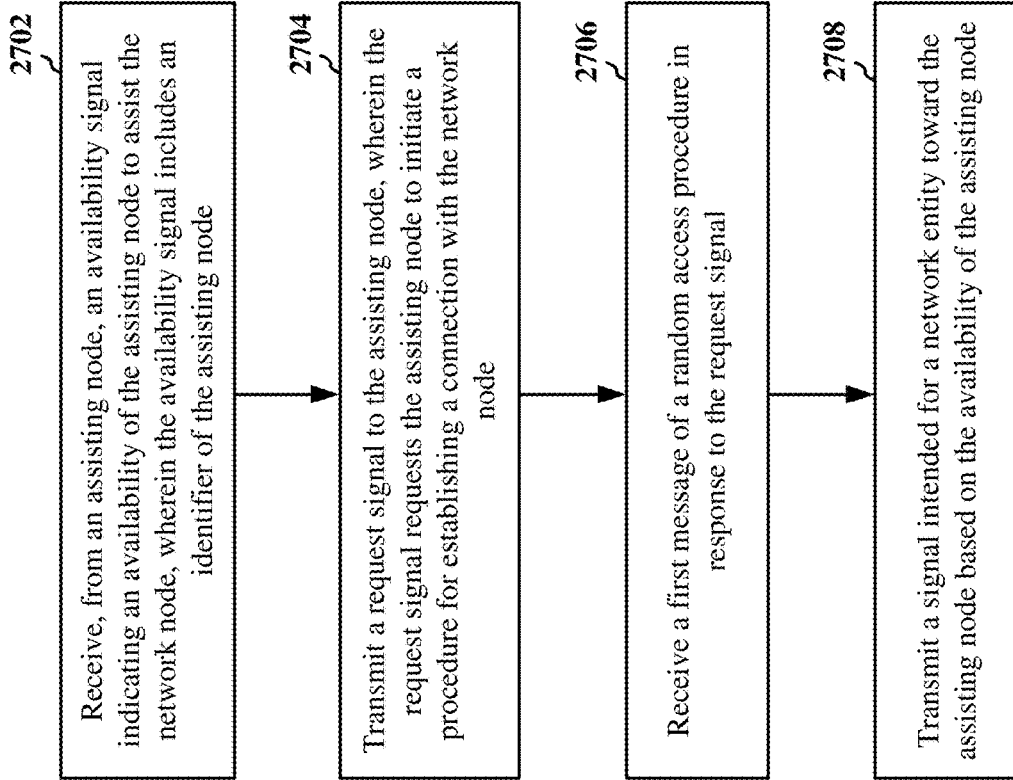 2702
Receive, from an assisting node, an availability signal
indicating an availability of the assisting node to assist the
network node, wherein the availability signal includes an
identifier of the assisting node
2704
Transmit a request signal to the assisting node, wherein the
request signal requests the assisting node to initiate a
procedure for establishing a connection with the network
node
2706
Receive a first message of a random access procedure in
response to the request signal
2708
Transmit a signal intended for a network entity toward the
assisting node based on the availability of the assisting node